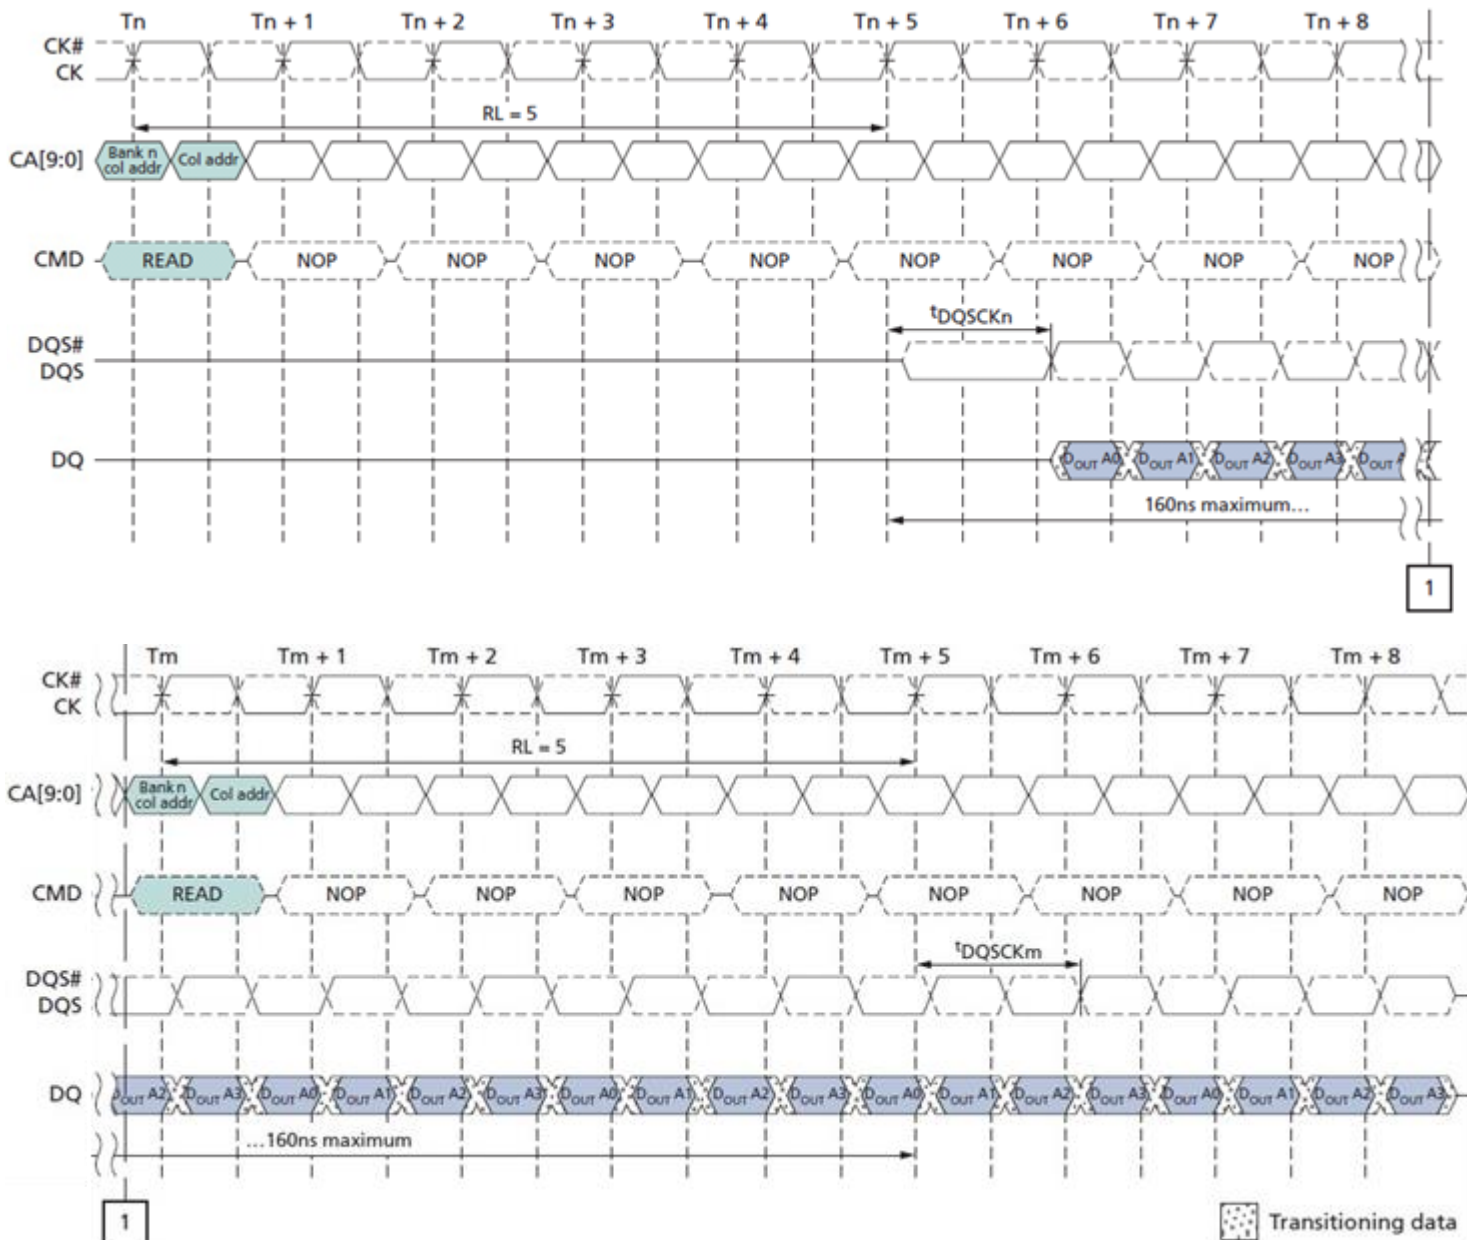 Tn Tn + 1 Tn + 2 Tn + 3 Tn + 4 Tn + 5 Tn + 6 Tn + 7 Tn + 8
CK#
CK
RL = 5
CA[9:0] Bank n col addr Col addr
CMD READ NOP NOP NOP NOP NOP NOP NOP NOP
tDQSCKn
DQS#
DQS
DQ DOUT A0 DOUT A1 DOUT A2 DOUT A3 DOUT
160ns maximum...
1
Tm Tm + 1 Tm + 2 Tm + 3 Tm + 4 Tm + 5 Tm + 6 Tm + 7 Tm + 8
CK#
CK
RL = 5
CA[9:0] Bank n col addr Col addr
CMD READ NOP NOP NOP NOP NOP NOP NOP NOP
tDQSCKm
DQS#
DQS
DQ OUT A2 DOUT A3 DOUT A0 DOUT A1 DOUT A2 DOUT A3 DOUT A0 DOUT A1 DOUT A2 DOUT A3 DOUT A0 DOUT A1 DOUT A2 DOUT A3 DOUT A0 DOUT A1 DOUT A2 DOUT A3
...160ns maximum
1
Transitioning data